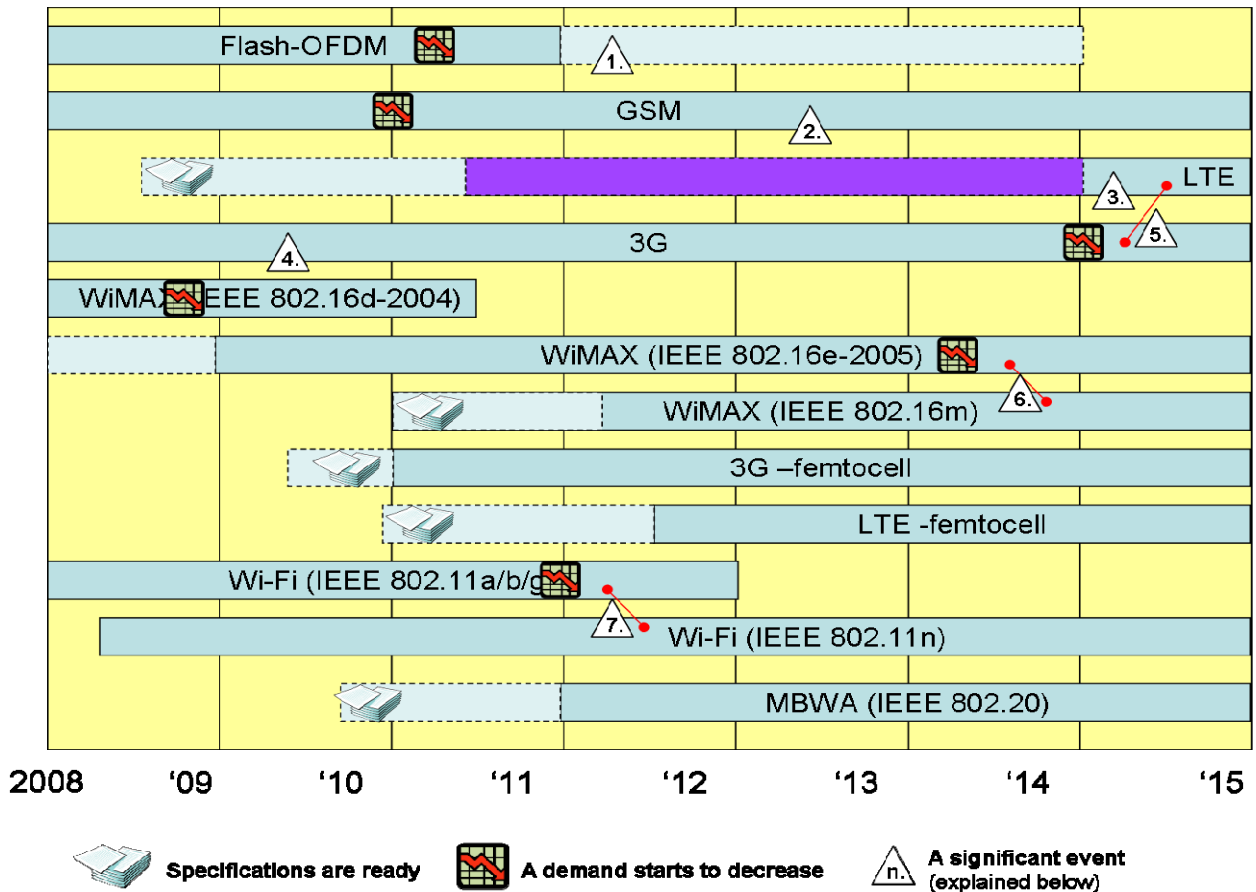 Flash-OFDM
1.
GSM
2.
LTE
3.
3G
4.
5.
WiMAX (IEEE 802.16d-2004)
WiMAX (IEEE 802.16e-2005)
6.
WiMAX (IEEE 802.16m)
3G –femtocell
LTE -femtocell
Wi-Fi (IEEE 802.11a/b/g
7.
Wi-Fi (IEEE 802.11n)
MBWA (IEEE 802.20)
2008 ‘09 ‘10 ‘11 ‘12 ‘13 ‘14 ‘15
Specifications are ready
A demand starts to decrease
n.
A significant event
(explained below)